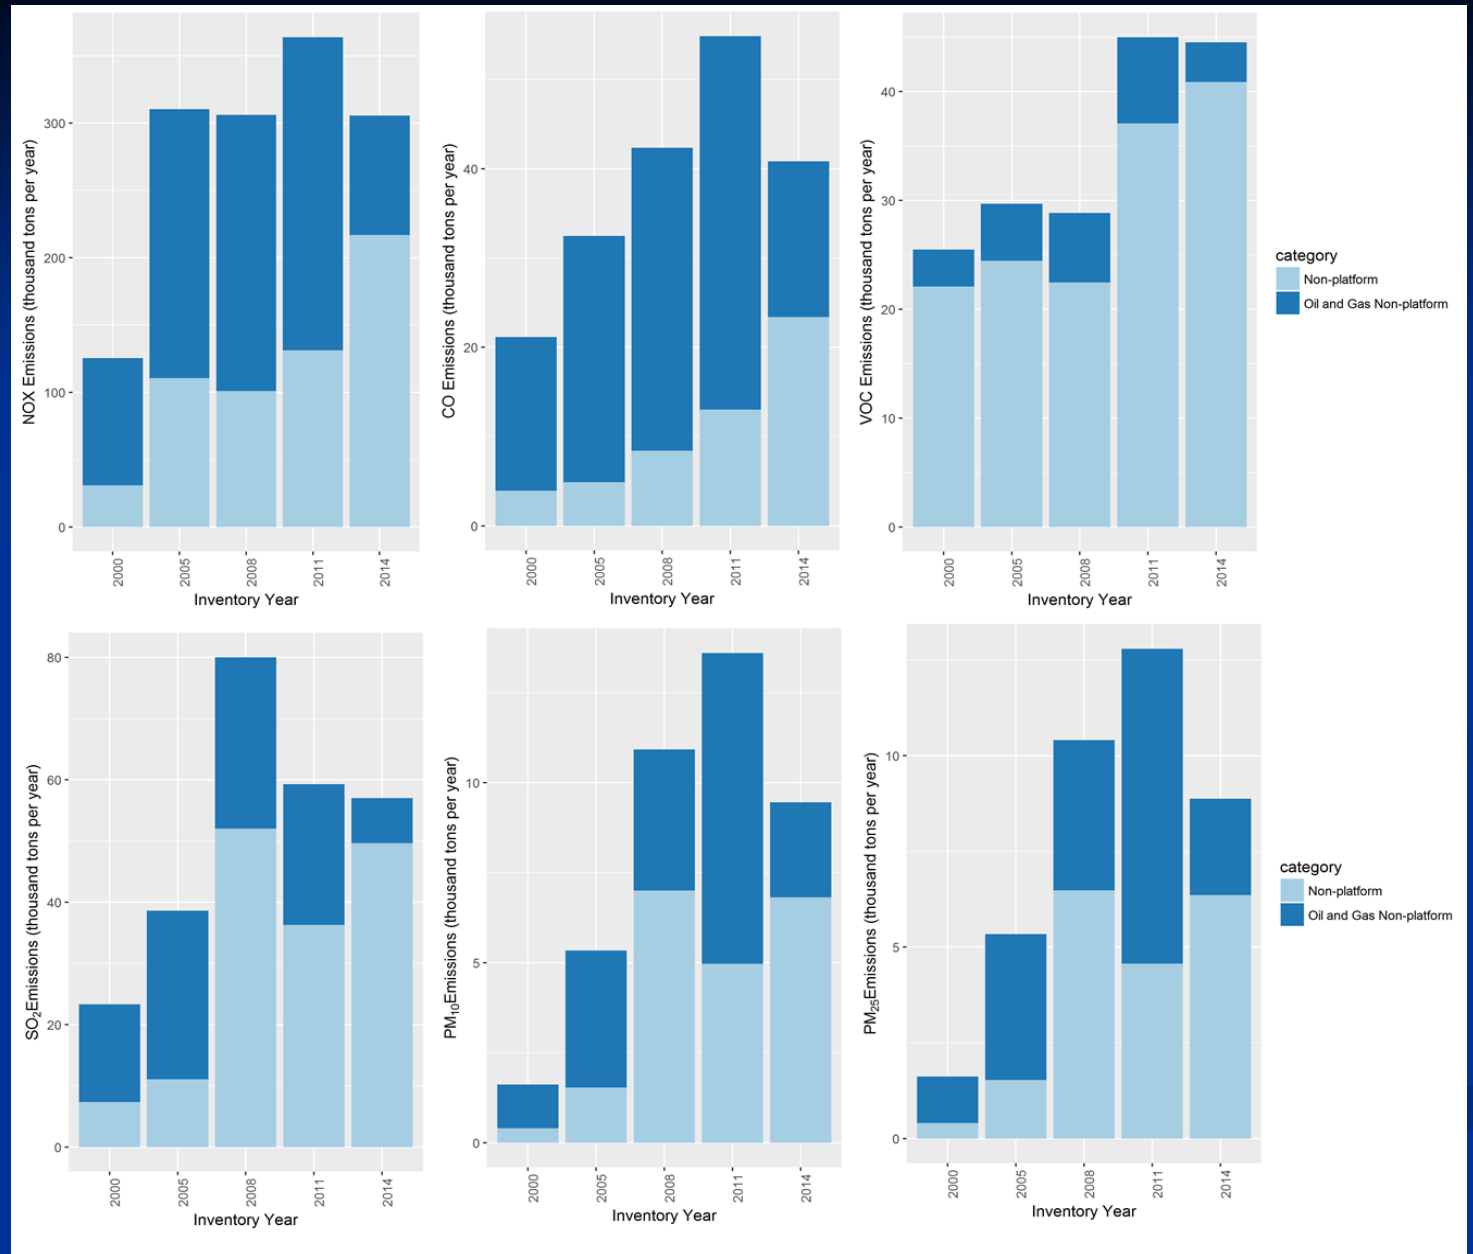 NOX Emissions (thousand tons per year)
300
200
100
0
2000
2005
2008
2011
2014
Inventory Year
CO Emissions (thousand tons per year)
40
20
0
2000
2005
2008
2011
2014
Inventory Year
VOC Emissions (thousand tons per year)
40
30
20
10
0
2000
2005
2008
2011
2014
Inventory Year
category
Non-platform
Oil and Gas Non-platform
SO₂Emissions (thousand tons per year)
80
60
40
20
0
2000
2005
2008
2011
2014
Inventory Year
PM₁₀Emissions (thousand tons per year)
10
5
0
2000
2005
2008
2011
2014
Inventory Year
PM₂₅Emissions (thousand tons per year)
10
5
0
2000
2005
2008
2011
2014
Inventory Year
category
Non-platform
Oil and Gas Non-platform